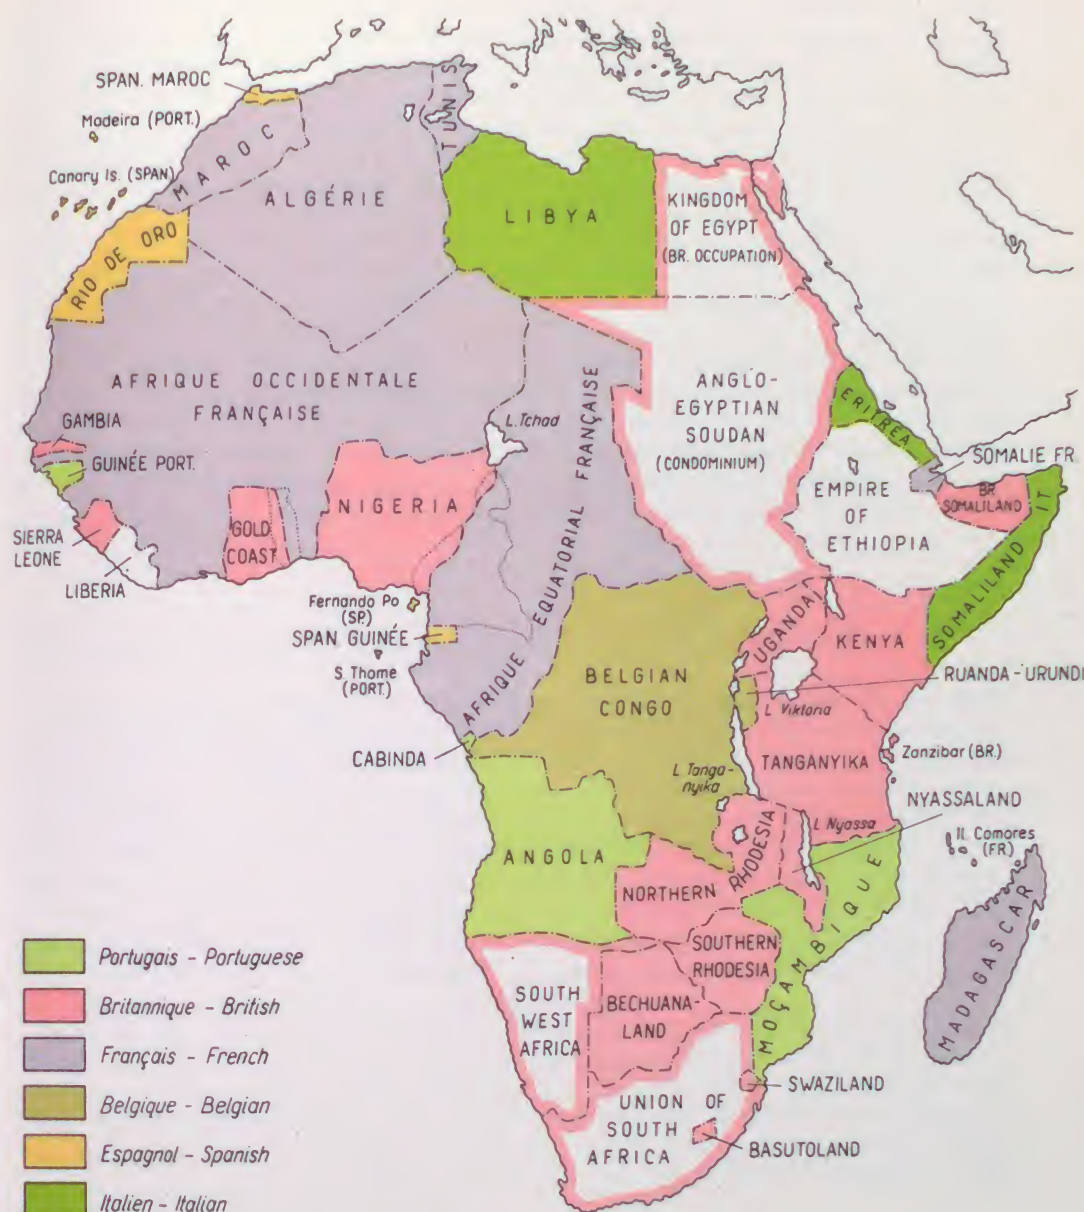 SPAN. MAROC
Madeira (PORT.)
Canary Is. (SPAN)
MAROC
TUNIS
ALGÉRIE
LIBYA
KINGDOM
OF EGYPT
(BR. OCCUPATION)
RIO DE ORO
AFRIQUE OCCIDENTALE
FRANÇAISE
L. Tchad
ANGLO-
EGYPTIAN
SOUDAN
(CONDOMINIUM)
ERITREA
SOMALIE FR.
GAMBIA
GUINÉE PORT.
NIGERIA
AFRIQUE EQUATORIAL FRANÇAISE
EMPIRE
OF
ETHIOPIA
BR.
SOMALILAND
SOMALILAND IT
SIERRA
LEONE
GOLD
COAST
LIBERIA
Fernando Po
(SP.)
SPAN GUINÉE
S. Thome
(PORT.)
UGANDA
KENYA
BELGIAN
CONGO
RUANDA-URUNDI
L. Viktoria
CABINDA
TANGANYIKA
Zanzibar (BR.)
L. Tanga-
nyika
NYASSALAND
L. Nyassa
Il. Comores
(FR)
ANGOLA
NORTHERN RHODESIA
MOÇAMBIQUE
MADAGASCAR
SOUTHERN
RHODESIA
SOUTH
WEST
AFRICA
BECHUANA-
LAND
SWAZILAND
UNION OF
SOUTH
AFRICA
BASUTOLAND
Portugais - Portuguese
Britannique - British
Français - French
Belgique - Belgian
Espagnol - Spanish
Italien - Italian